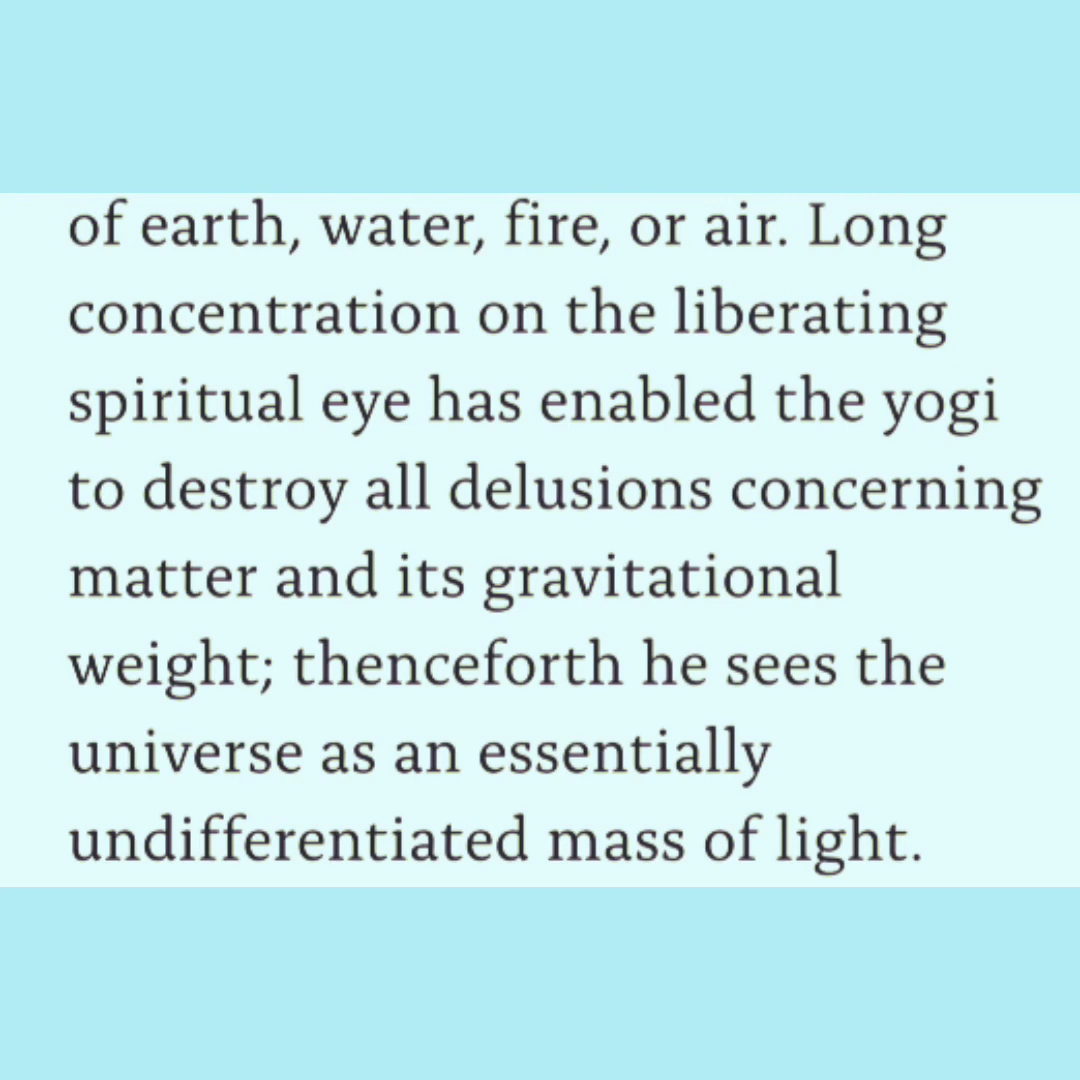 of earth, water, fire, or air. Long
concentration on the liberating
spiritual eye has enabled the yogi
to destroy all delusions concerning
matter and its gravitational
weight; thenceforth he sees the
universe as an essentially
undifferentiated mass of light.